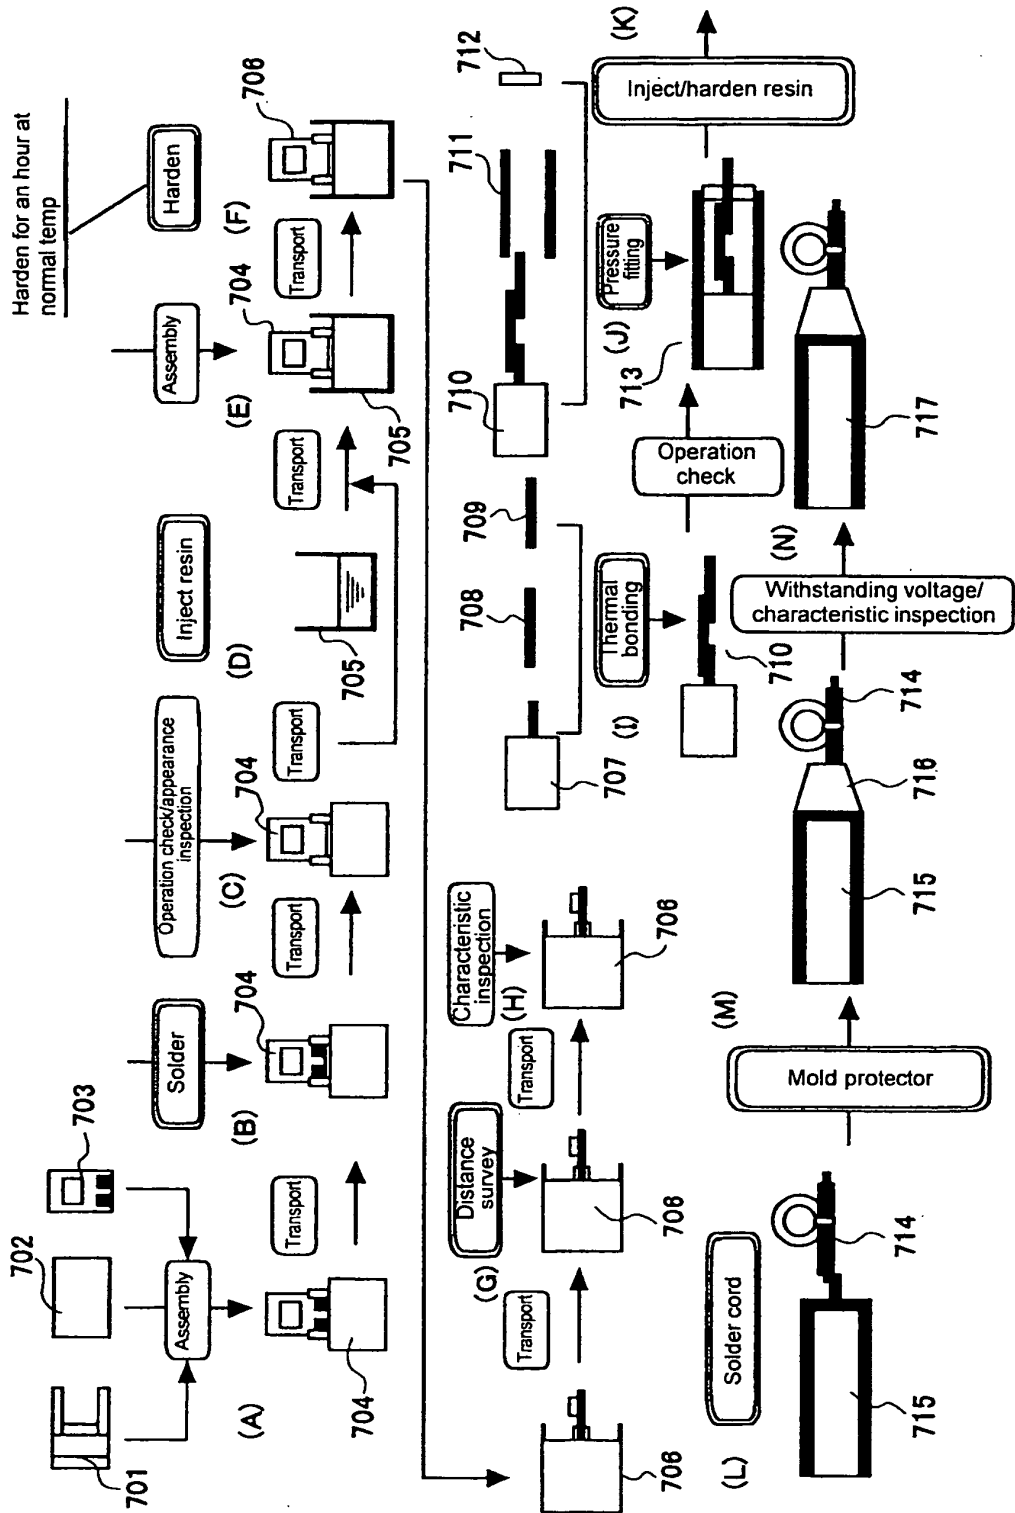 Harden for an hour at
normal temp
703
702
701
Assembly
(A)
704
Transport
Solder
(B)
704
Transport
Operation check/appearance
inspection
(C)
704
Transport
Inject resin
(D)
705
Transport
Assembly
(E)
704
705
Transport
Harden
(F)
706
706
Transport
(G)
Distance
survey
706
Transport
(H)
Characteristic
inspection
706
707
708
709
(I)
Thermal
bonding
710
710
711
712
Operation
check
(J)
Pressure
fitting
713
Inject/harden resin
(K)
(L)
Solder cord
715
714
Mold protector
(M)
715
716
714
Withstanding voltage/
characteristic inspection
(N)
717